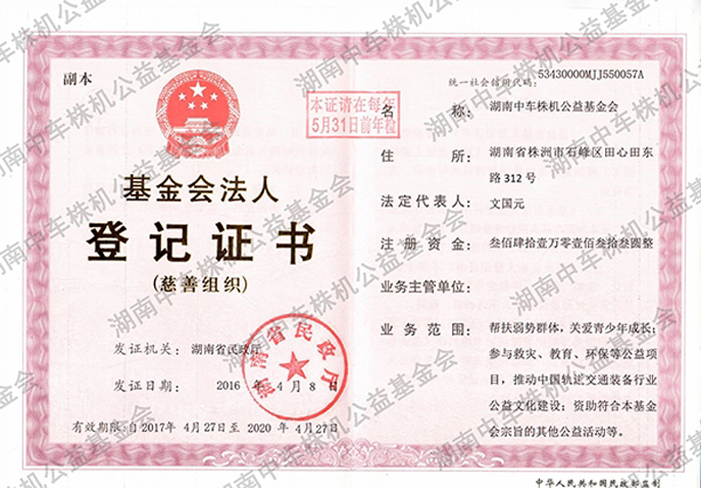 副本
基金会法人
登记证书
(慈善组织)
发证机关: 湖南省民政厅
发证日期: 2016 年 4月 8日
有效期限:自2017年 4月27日至 2020年 4月27日
湖南省民政厅
本证请在每年
5月31日前年检
统一社会信用代码: 53430000MJJ550057A
名称: 湖南中车株机公益基金会
住所: 湖南省株洲市石峰区田心田东
路312号
法定代表人: 文国元
注册资金: 叁佰肆拾壹万零壹佰叁拾叁圆整
业务主管单位:
业务范围: 帮扶弱势群体,关爱青少年成长;
参与救灾、教育、环保等公益项
目,推动中国轨道交通装备行业
公益文化建设;资助符合本基金
会宗旨的其他公益活动等。
中华人民共和国民政部监制
湖南中车株机公益基金会